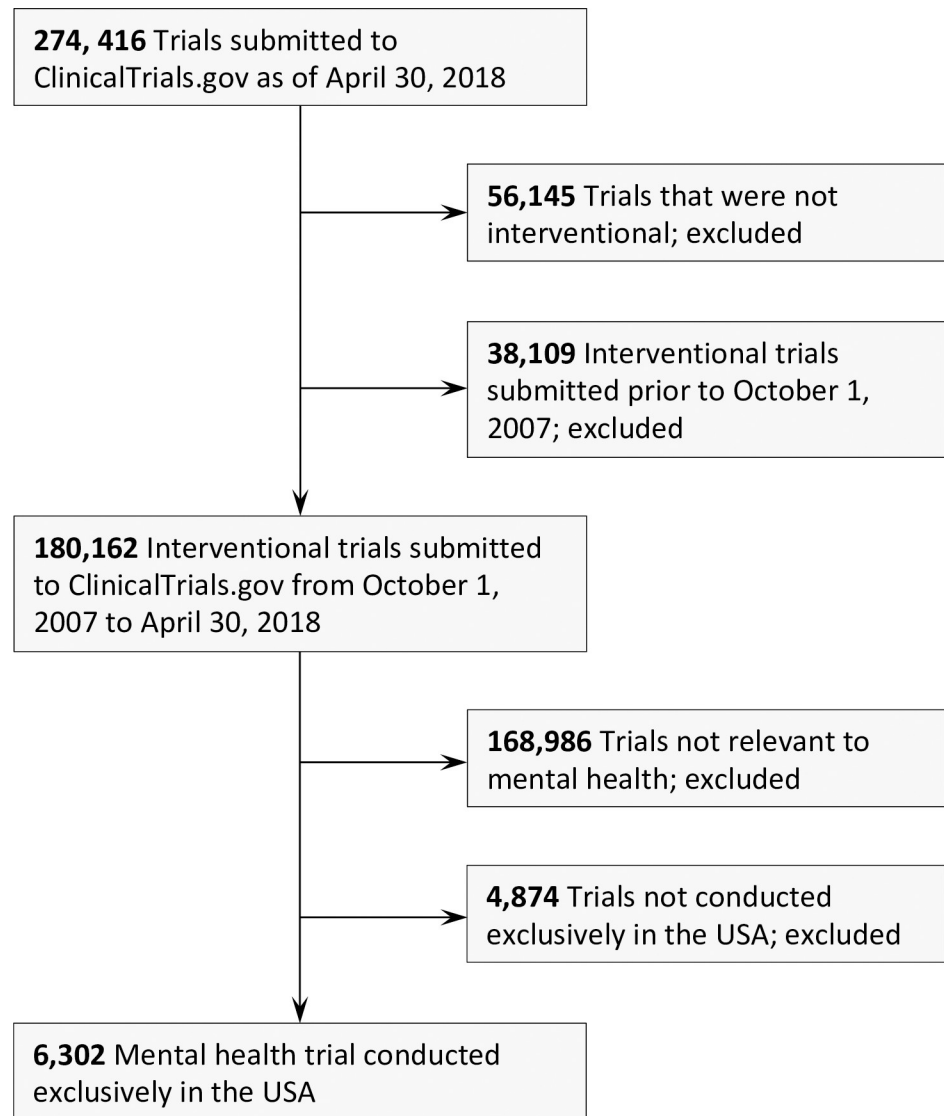 274, 416 Trials submitted to
ClinicalTrials.gov as of April 30, 2018
56,145 Trials that were not
interventional; excluded
38,109 Interventional trials
submitted prior to October 1,
2007; excluded
180,162 Interventional trials submitted
to ClinicalTrials.gov from October 1,
2007 to April 30, 2018
168,986 Trials not relevant to
mental health; excluded
4,874 Trials not conducted
exclusively in the USA; excluded
6,302 Mental health trial conducted
exclusively in the USA